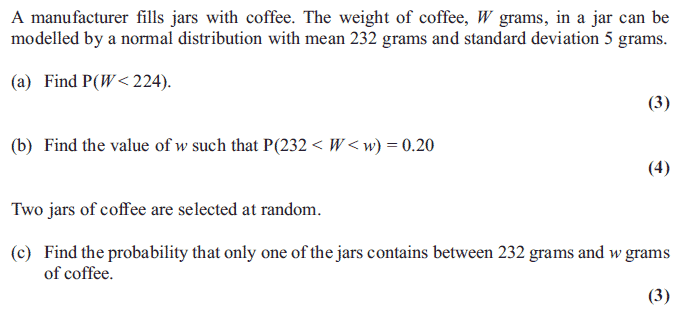 A manufacturer fills jars with coffee. The weight of coffee, W grams, in a jar can be
modelled by a normal distribution with mean 232 grams and standard deviation 5 grams.
(a) Find P(W < 224).
(3)
(b) Find the value of w such that P(232 < W < w) = 0.20
(4)
Two jars of coffee are selected at random.
(c) Find the probability that only one of the jars contains between 232 grams and w grams
of coffee.
(3)